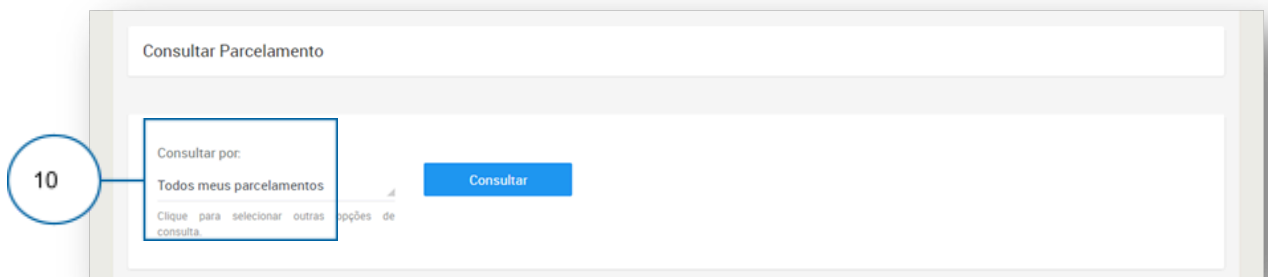 Consultar Parcelamento
Consultar por:
10
Todos meus parcelamentos
Consultar
Clique para selecionar outras opções de
consulta.